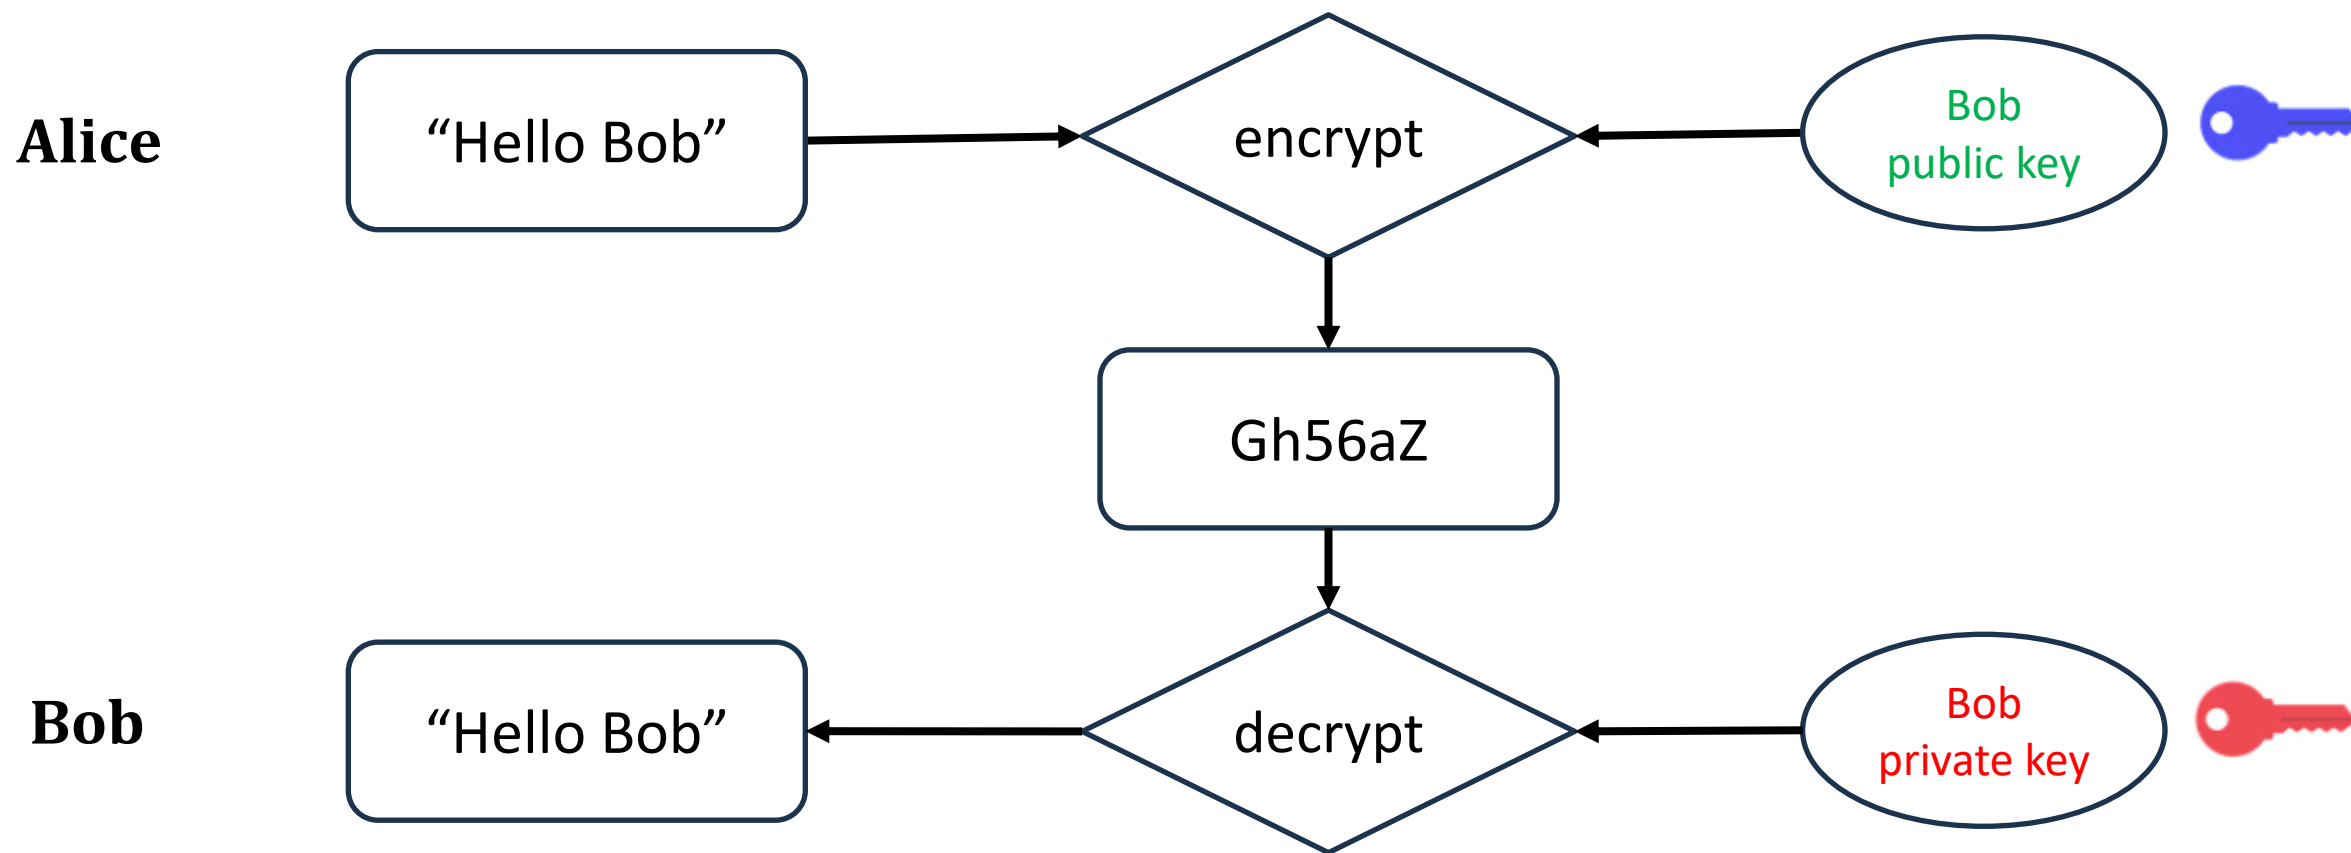 Alice
“Hello Bob”
encrypt
Bob
public key
Gh56aZ
Bob
“Hello Bob”
decrypt
Bob
private key